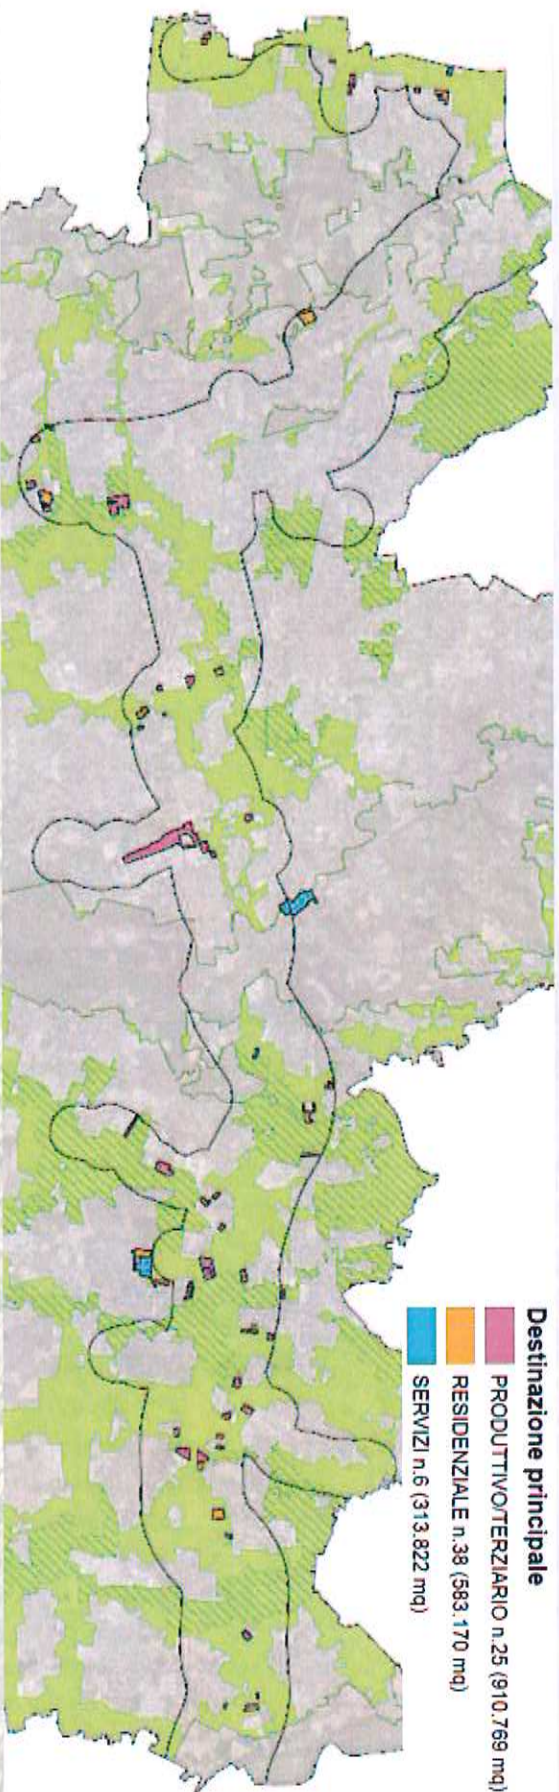 Destinazione principale
PRODUTTIVO/TERZIARIO n.25 (910.769 mq)
RESIDENZIALE n.38 (583.170 mq)
SERVIZI n.6 (313.822 mq)